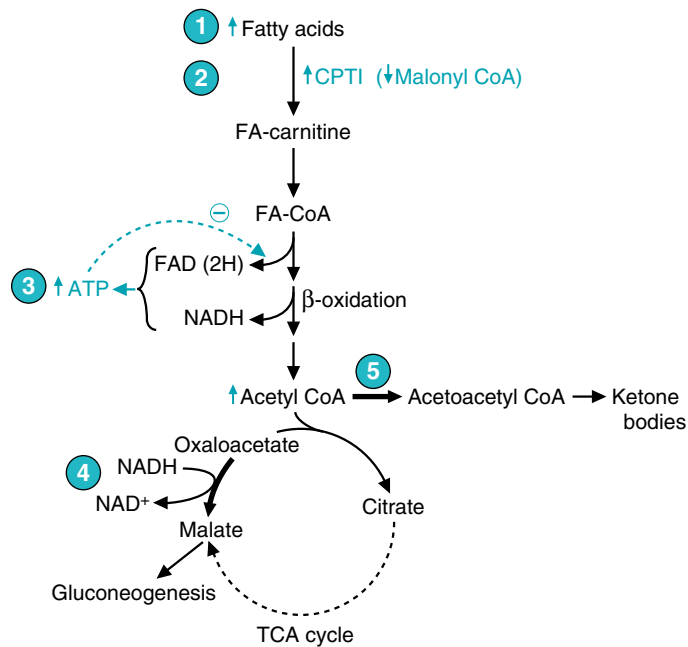 1 Fatty acids
2 CPTI (Malonyl CoA)
FA-carnitine
FA-CoA
−
FAD (2H)
3 ATP
β-oxidation
NADH
5
Acetyl CoA Acetoacetyl CoA Ketone
bodies
Oxaloacetate
4 NADH
NAD+
Citrate
Malate
Gluconeogenesis
TCA cycle